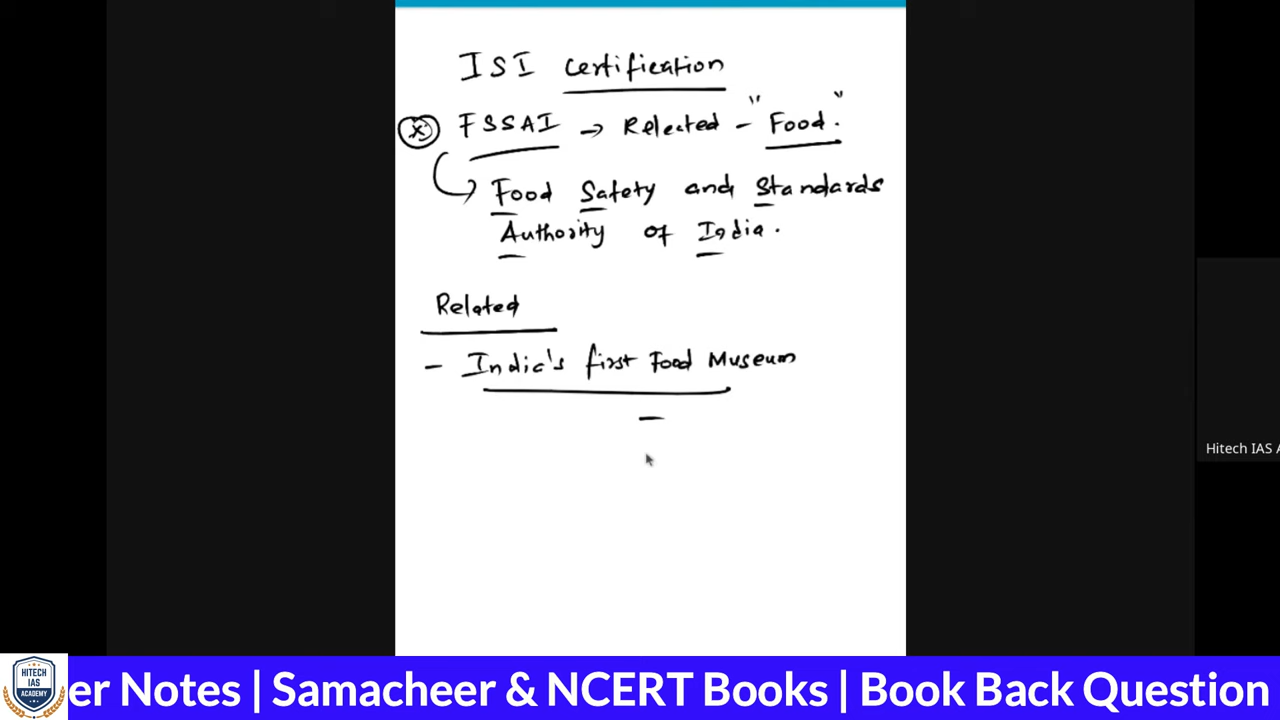 ISI Certification
FSSAI → Relected - "Food."
Food Safety and Standards
Authority of India.
Related
- India's first Food Museum
-
Hitech IAS A
HITECH
IAS
ACADEMY
er Notes | Samacheer & NCERT Books | Book Back Question